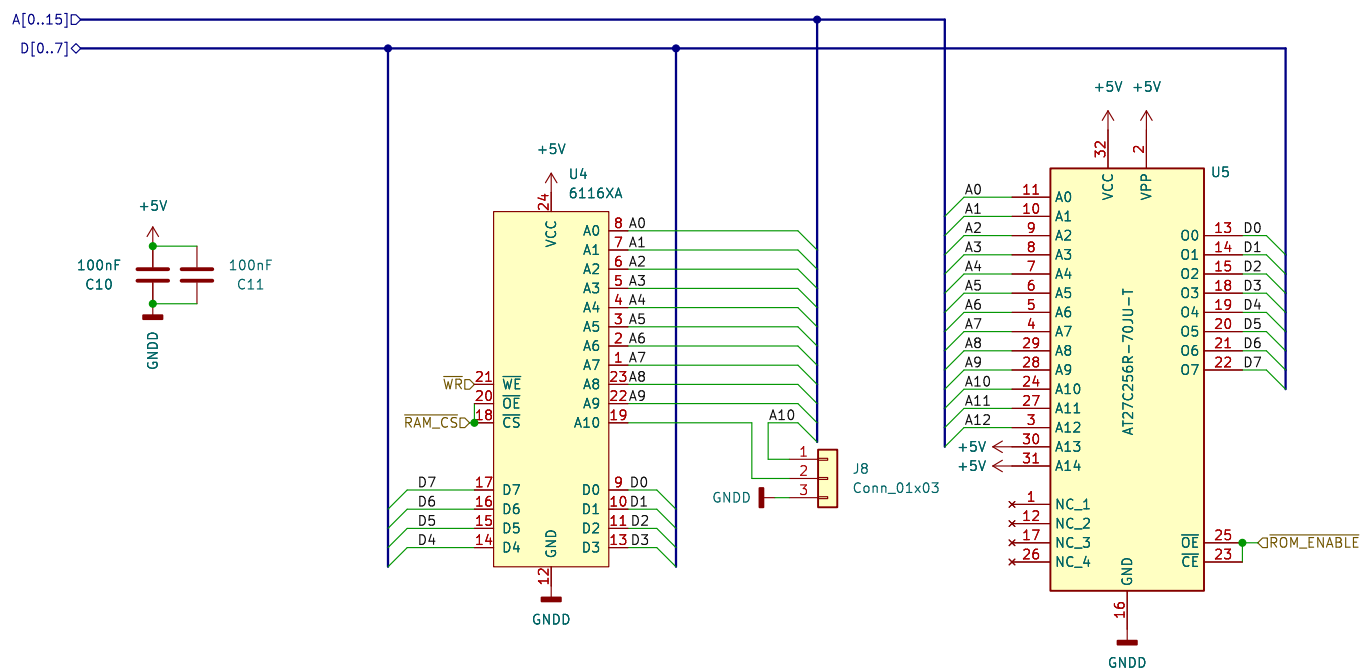 A[0..15]
D[0..7]
+5V
100nF
C10
100nF
C11
GNDD
+5V
U4
6116XA
24
VCC
A0 8 A0
A1 7 A1
A2 6 A2
A3 5 A3
A4 4 A4
A5 3 A5
A6 2 A6
A7 1 A7
WR 21 WE A8 23 A8
20 OE A9 22 A9
RAM_CS 18 CS A10 19
D7 17 D7 D0 9 D0
D6 16 D6 D1 10 D1
D5 15 D5 D2 11 D2
D4 14 D4 D3 13 D3
GND
12
GNDD
A10
1
2
3
GNDD
J8
Conn_01x03
+5V +5V
32 2
VCC VPP
U5
AT27C256R-70JU-T
A0 11 A0
A1 10 A1
A2 9 A2 O0 13 D0
A3 8 A3 O1 14 D1
A4 7 A4 O2 15 D2
A5 6 A5 O3 18 D3
A6 5 A6 O4 19 D4
A7 4 A7 O5 20 D5
A8 29 A8 O6 21 D6
A9 28 A9 O7 22 D7
A10 24 A10
A11 27 A11
A12 3 A12
+5V 30 A13
+5V 31 A14
1 NC_1
12 NC_2
17 NC_3 OE 25 ROM_ENABLE
26 NC_4 CE 23
GND
16
GNDD